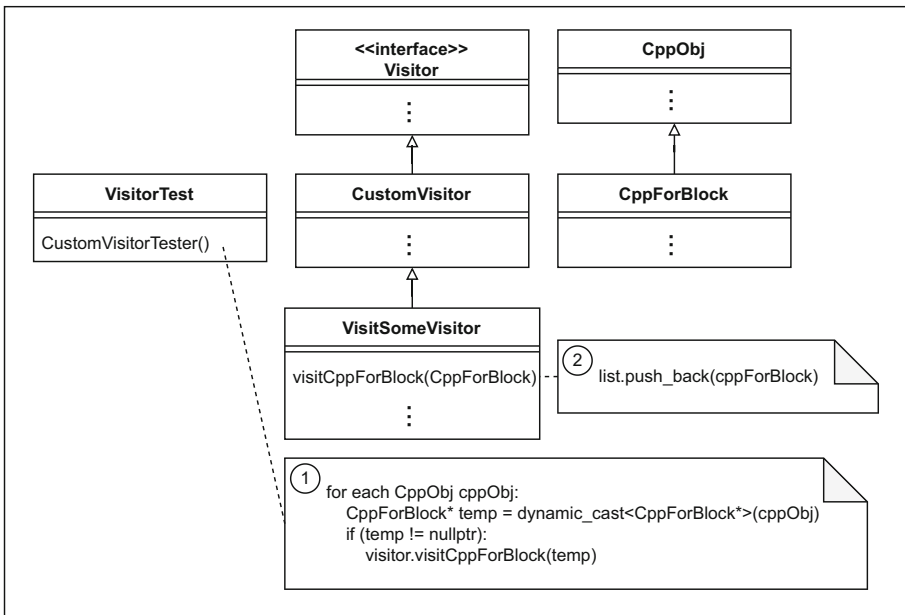 <<interface>>
Visitor
CppObj
VisitorTest
CustomVisitorTester()
CustomVisitor
CppForBlock
VisitSomeVisitor
visitCppForBlock(CppForBlock)
2
list.push_back(cppForBlock)
1
for each CppObj cppObj:
CppForBlock* temp = dynamic_cast<CppForBlock*>(cppObj)
if (temp != nullptr):
visitor.visitCppForBlock(temp)